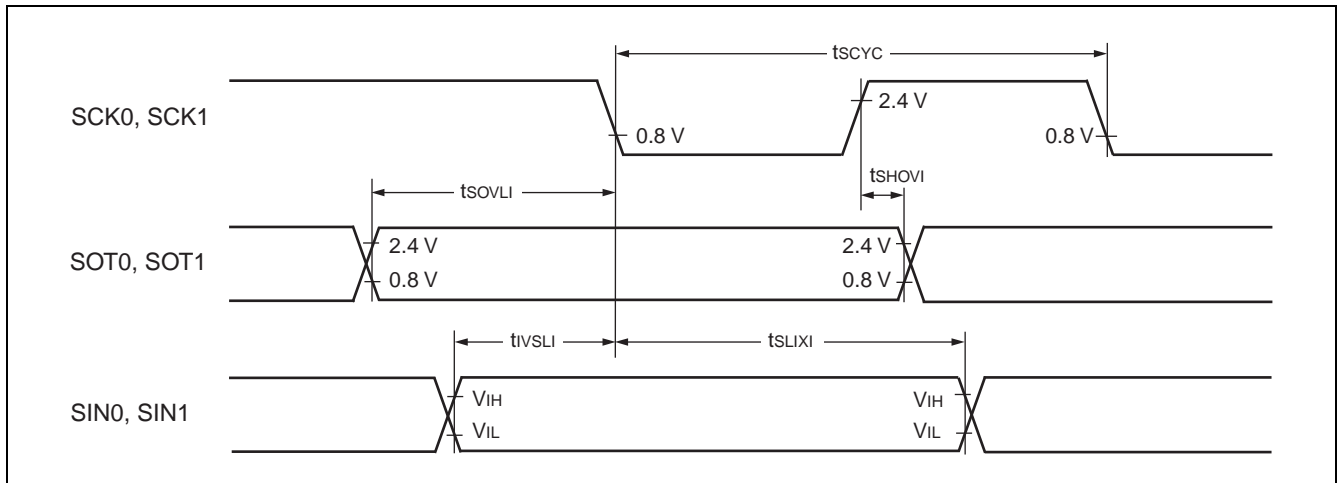 tSCYC
SCK0, SCK1
2.4 V
0.8 V
0.8 V
tSHOVI
tSOVLI
SOT0, SOT1
2.4 V
2.4 V
0.8 V
0.8 V
tIVSLI
tSLIXI
SIN0, SIN1
VIH
VIH
VIL
VIL